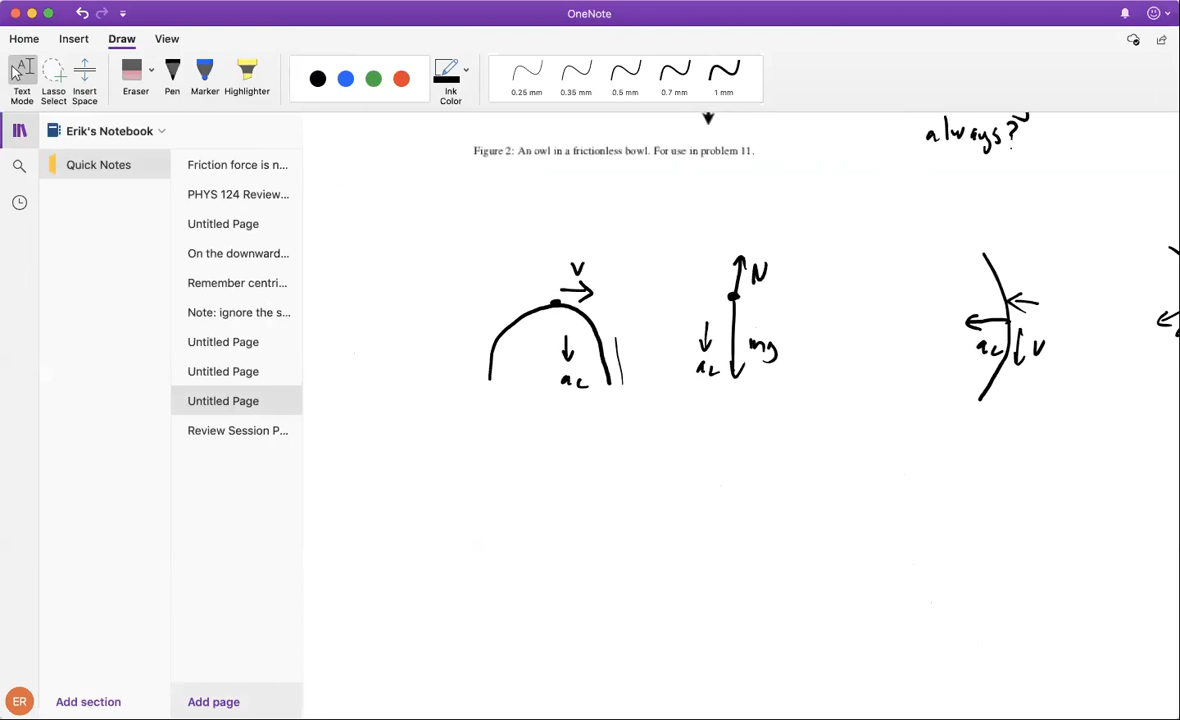 OneNote
Home Insert Draw View
Text Mode
Lasso Select
Insert Space
Eraser
Pen
Marker
Highlighter
Ink Color
0.25 mm
0.35 mm
0.5 mm
0.7 mm
1 mm
Erik's Notebook
Quick Notes
Friction force is n...
PHYS 124 Review...
Untitled Page
On the downward...
Remember centri...
Note: ignore the s...
Untitled Page
Untitled Page
Untitled Page
Review Session P...
always?
Figure 2: An owl in a frictionless bowl. For use in problem 11.
v
ac
N
ac
mg
ac
v
ER
Add section
Add page